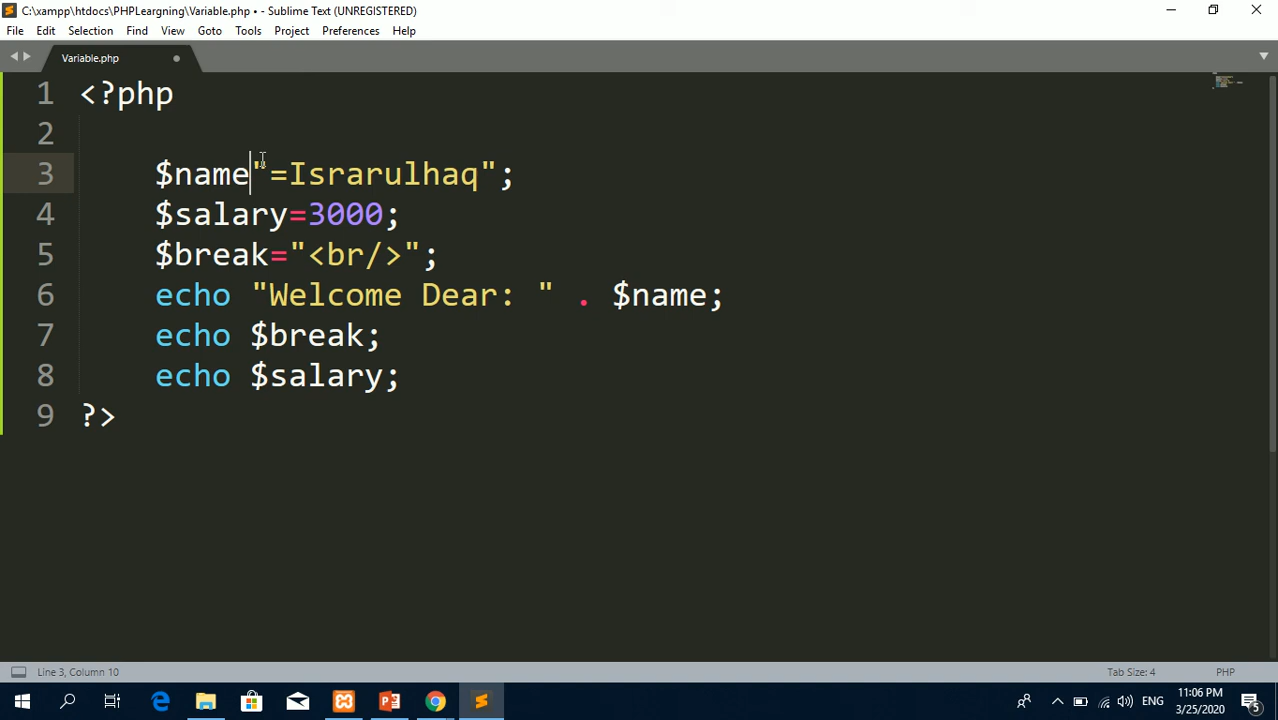 C:\xampp\htdocs\PHPLeargning\Variable.php • - Sublime Text (UNREGISTERED)
File Edit Selection Find View Goto Tools Project Preferences Help
Variable.php
1 <?php
2
3 $name"=Israrulhaq";
4 $salary=3000;
5 $break="<br/>";
6 echo "Welcome Dear: " . $name;
7 echo $break;
8 echo $salary;
9 ?>
Line 3, Column 10 Tab Size: 4 PHP
ENG 11:06 PM
3/25/2020 5